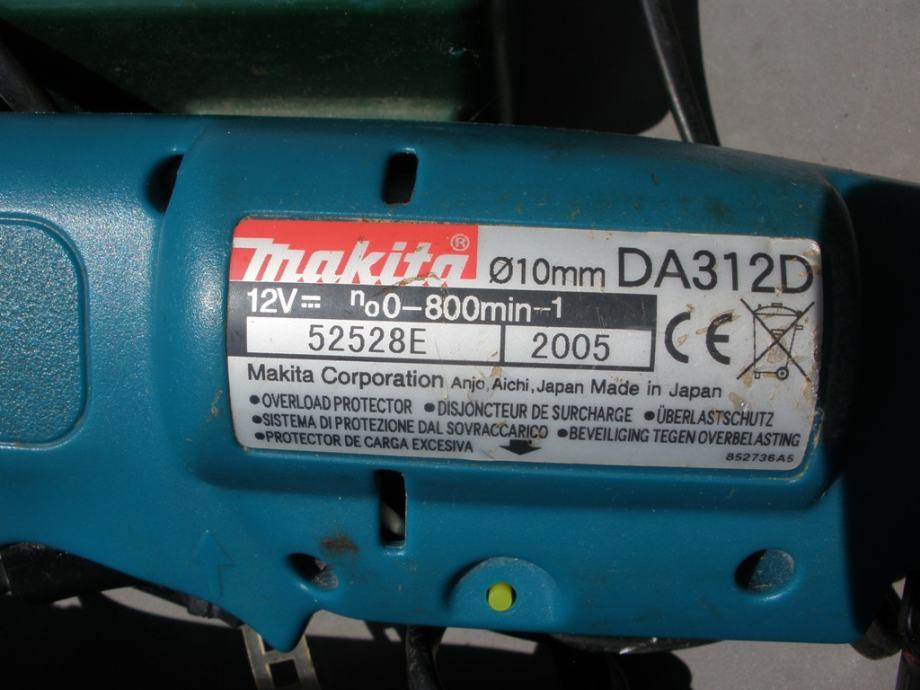 makita® Ø10mm DA312D
12V⎓ n₀0-800min-1
52528E 2005
CE
Makita Corporation Anjo, Aichi, Japan Made in Japan
•OVERLOAD PROTECTOR •DISJONCTEUR DE SURCHARGE •ÜBERLASTSCHUTZ
•SISTEMA DI PROTEZIONE DAL SOVRACCARICO •BEVEILIGING TEGEN OVERBELASTING
•PROTECTOR DE CARGA EXCESIVA
852736A5